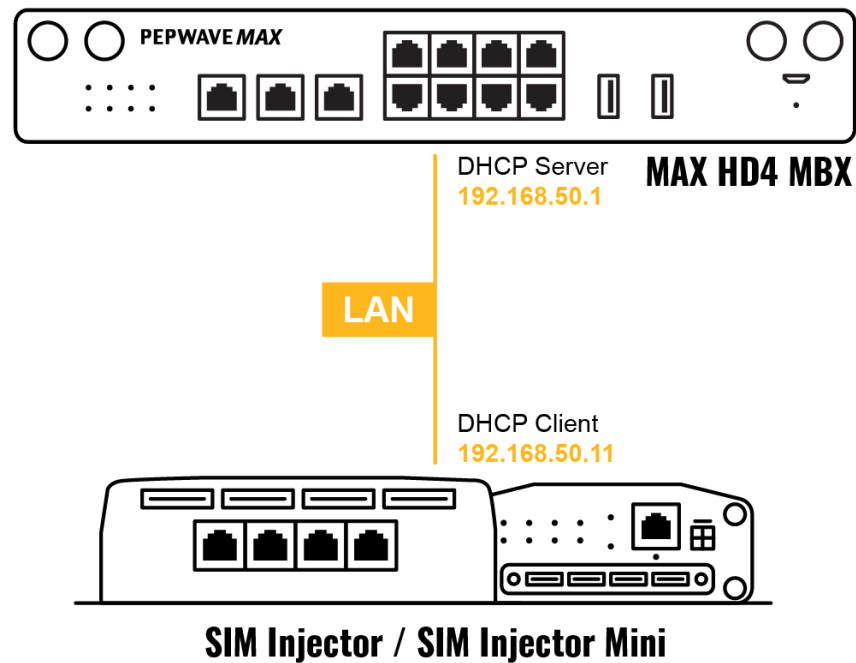 PEPWAVE MAX
DHCP Server
192.168.50.1
MAX HD4 MBX
LAN
DHCP Client
192.168.50.11
SIM Injector / SIM Injector Mini